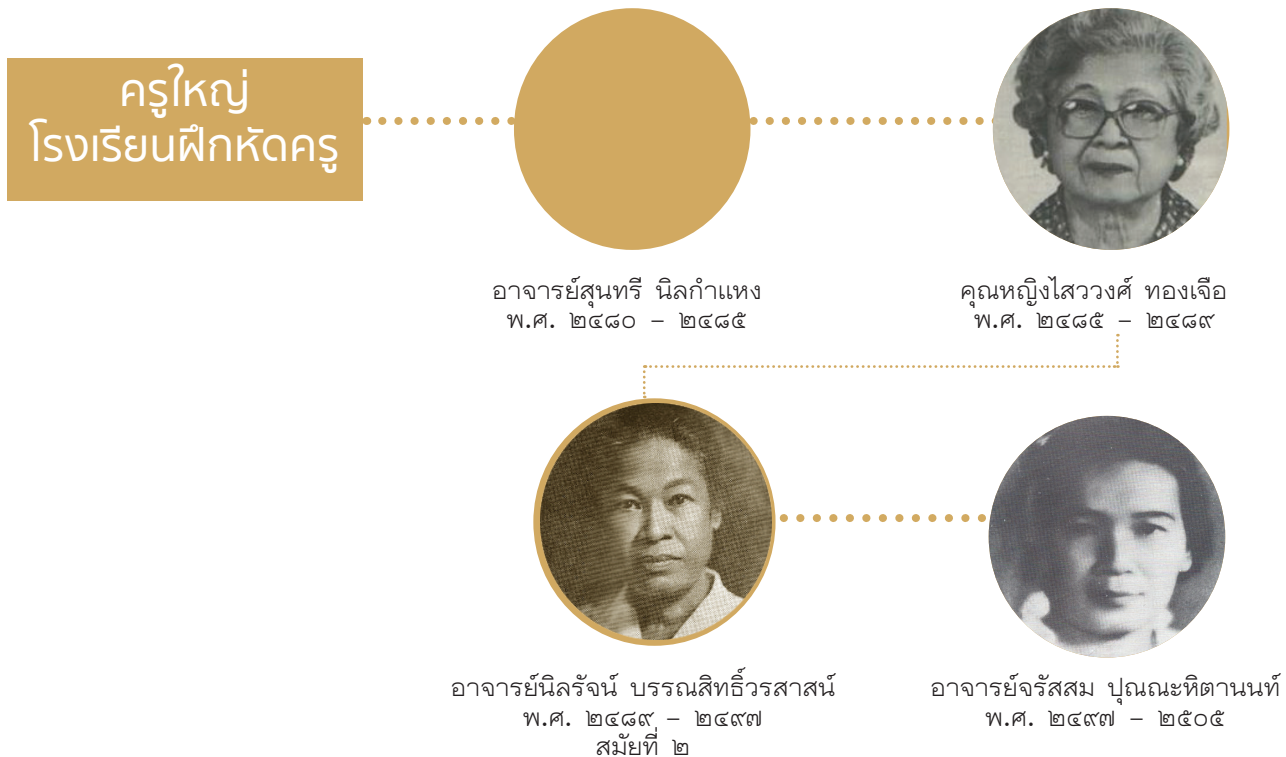 ครูใหญ่
โรงเรียนฝึกหัดครู
อาจารย์สุนทรี นิลกำแหง
พ.ศ. ๒๔๘๐ – ๒๔๘๕
คุณหญิงไสววงศ์ ทองเจือ
พ.ศ. ๒๔๘๕ – ๒๔๘๙
อาจารย์นิลรัจน์ บรรณสิทธิ์วรสาสน์
พ.ศ. ๒๔๘๙ – ๒๔๙๗
สมัยที่ ๒
อาจารย์จรัสสม ปุณณะหิตานนท์
พ.ศ. ๒๔๙๗ – ๒๕๐๕